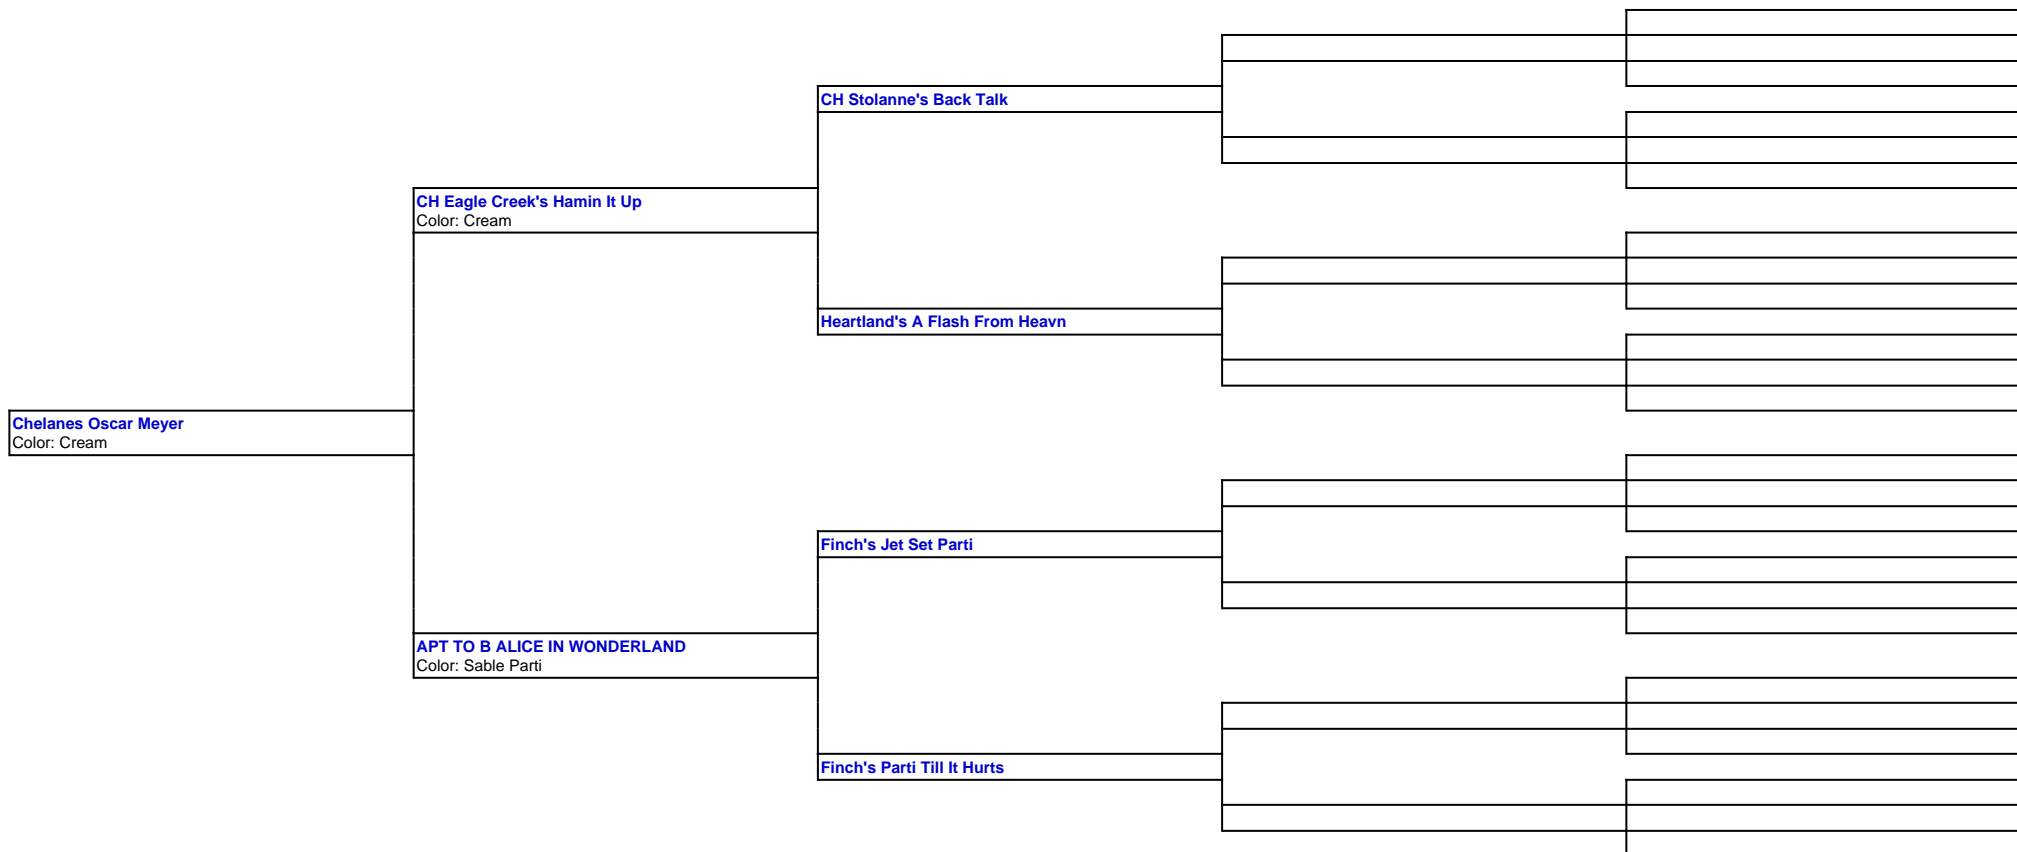 CH Stolanne's Back Talk
CH Eagle Creek's Hamin It Up
Color: Cream
Heartland's A Flash From Heavn
Chelanes Oscar Meyer
Color: Cream
Finch's Jet Set Parti
APT TO B ALICE IN WONDERLAND
Color: Sable Parti
Finch's Parti Till It Hurts